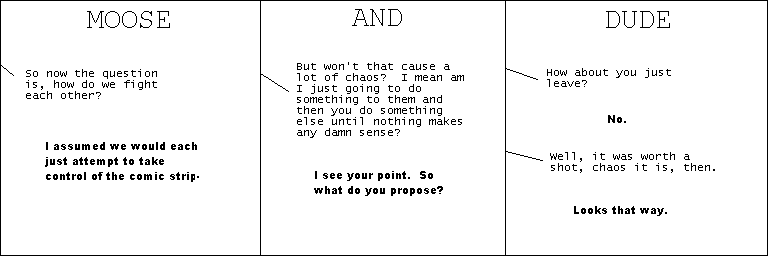 MOOSE
So now the question
is, how do we fight
each other?
I assumed we would each
just attempt to take
control of the comic strip.
AND
But won't that cause a
lot of chaos? I mean am
I just going to do
something to them and
then you do something
else until nothing makes
any damn sense?
I see your point. So
what do you propose?
DUDE
How about you just
leave?
No.
Well, it was worth a
shot, chaos it is, then.
Looks that way.